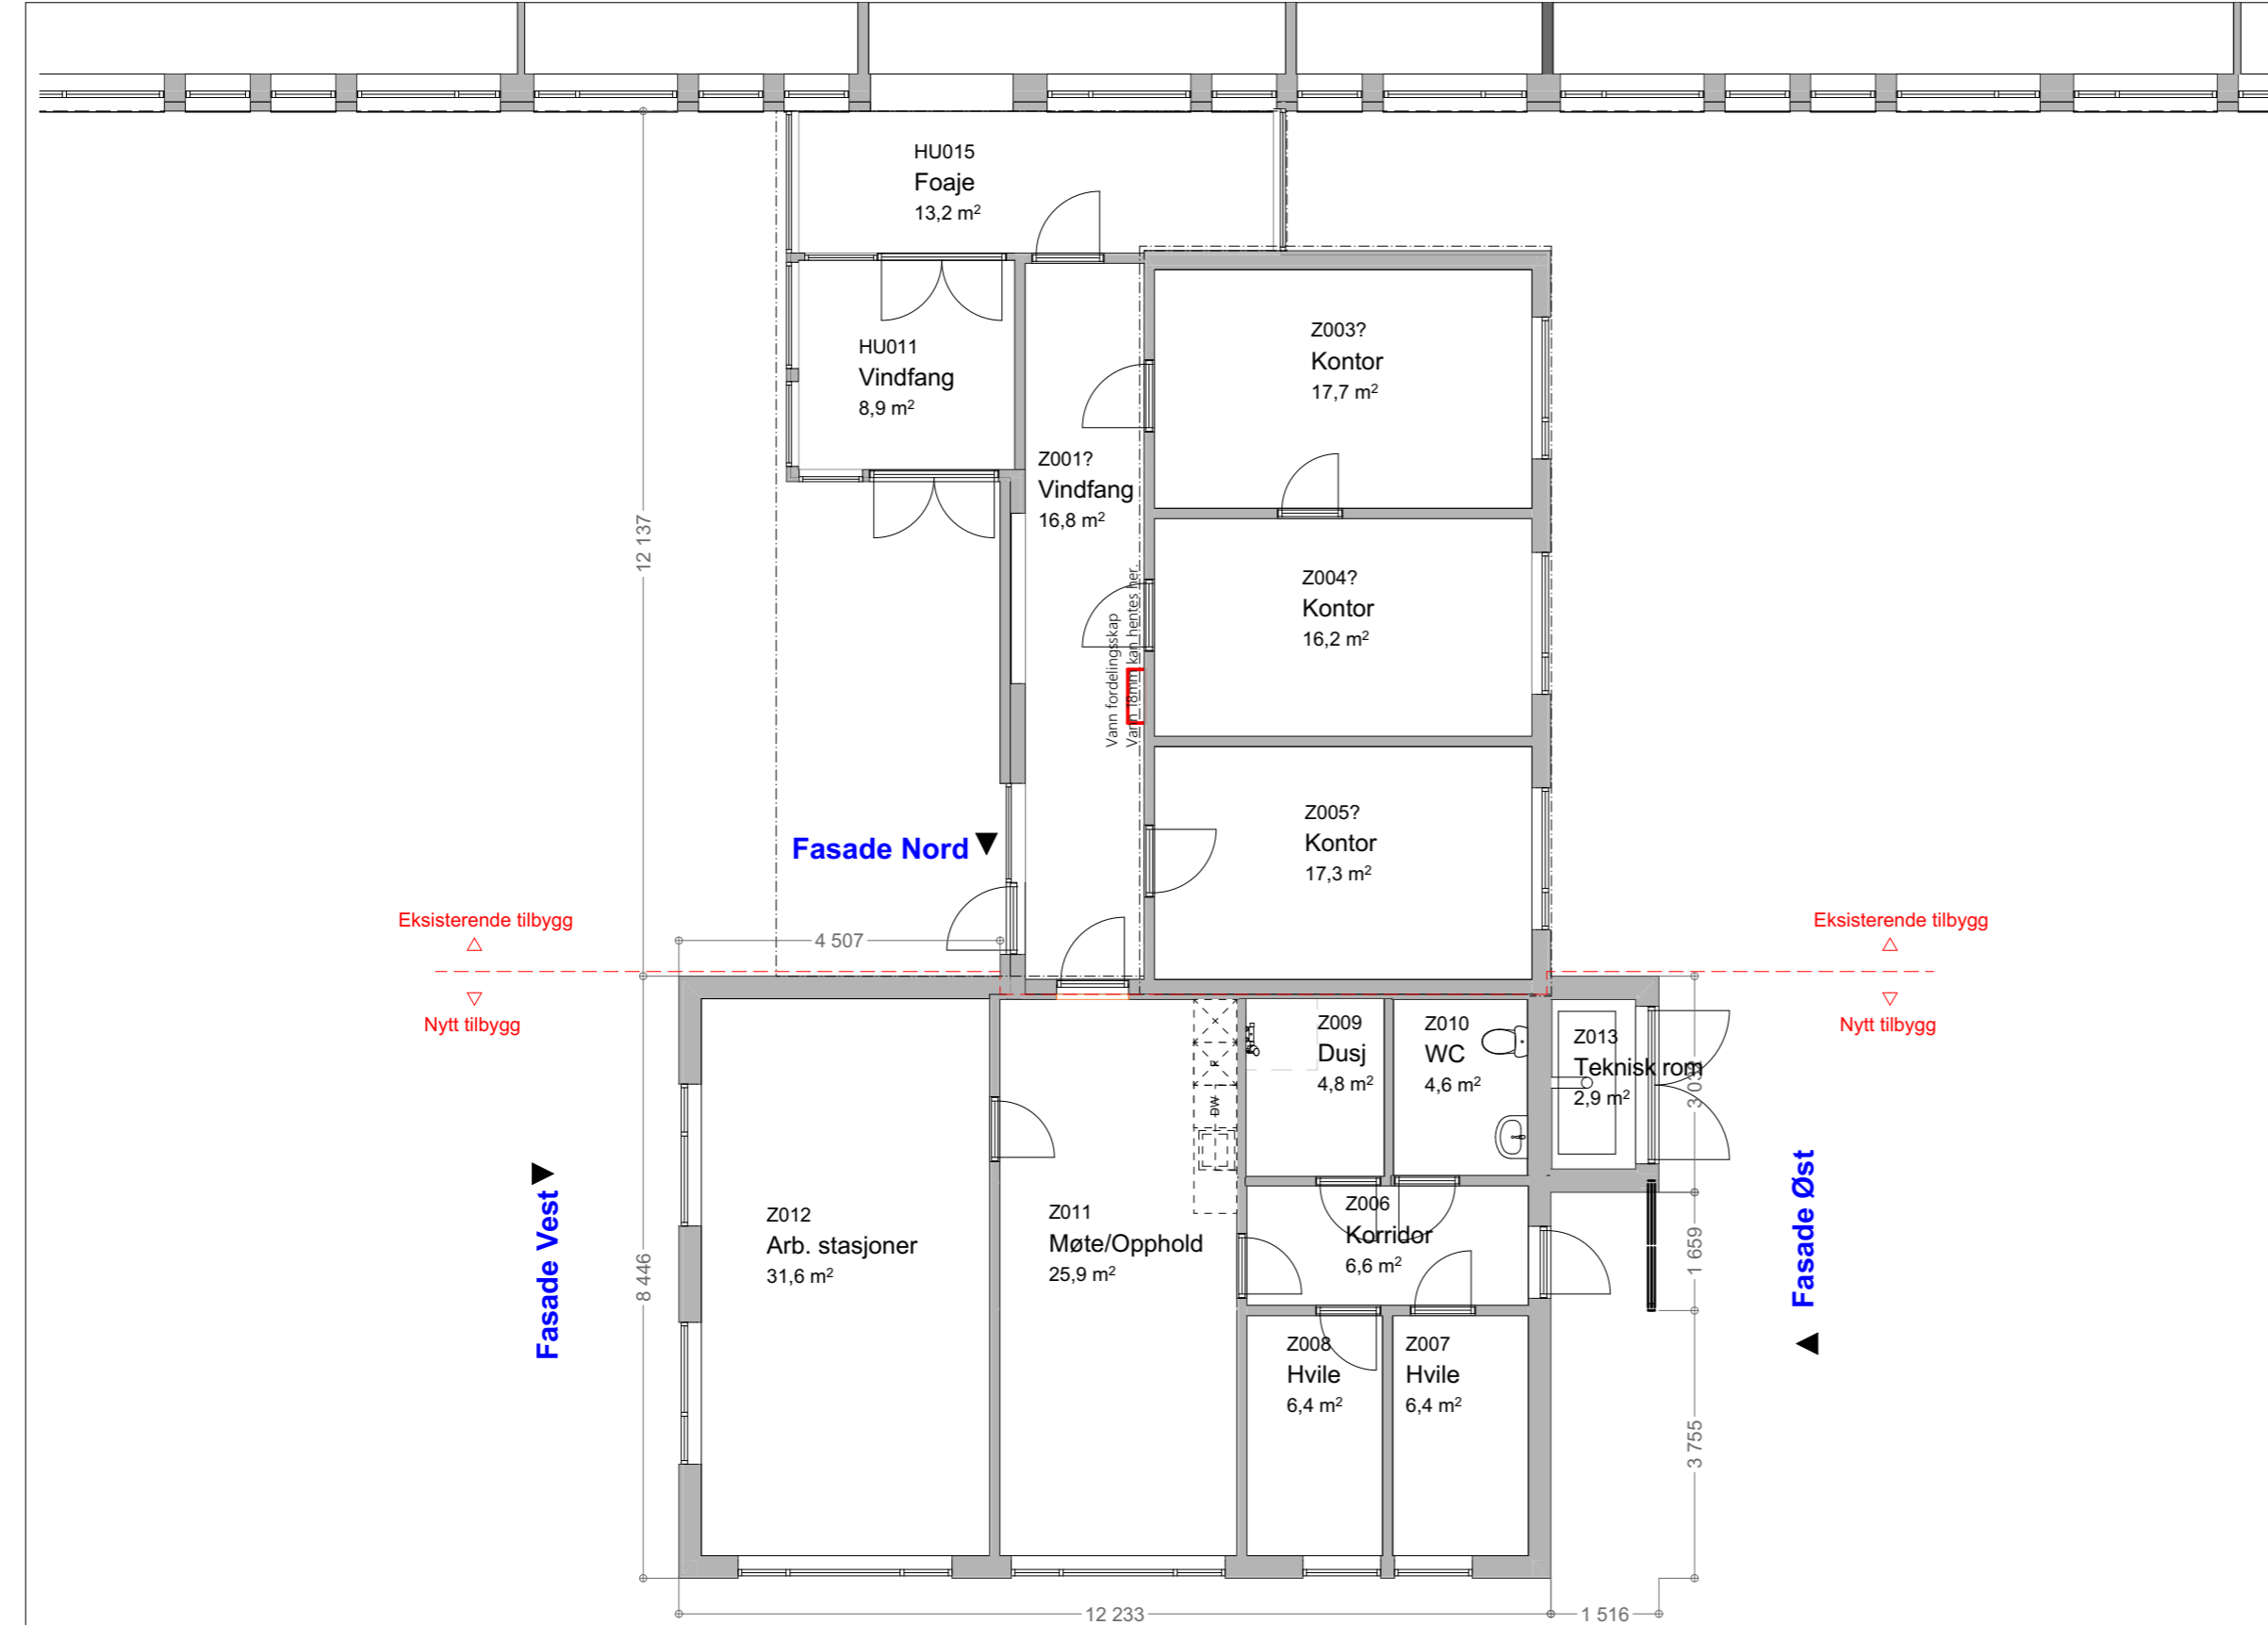 HU015
Foaje
13,2 m²
HU011
Vindfang
8,9 m²
Z003?
Kontor
17,7 m²
Z001?
Vindfang
16,8 m²
Z004?
Kontor
16,2 m²
12 137
Vann fordelingsskap
Vann 18mm kan hentes her.
Z005?
Kontor
17,3 m²
Fasade Nord
Eksisterende tilbygg
Nytt tilbygg
4 507
Eksisterende tilbygg
Nytt tilbygg
Z009
Dusj
4,8 m²
Z010
WC
4,6 m²
Z013
Teknisk rom
2,9 m²
3 032
X
R
DW
Fasade Vest
8 446
Z012
Arb. stasjoner
31,6 m²
Z011
Møte/Opphold
25,9 m²
Z006
Korridor
6,6 m²
1 659
Fasade Øst
Z008
Hvile
6,4 m²
Z007
Hvile
6,4 m²
3 755
12 233
1 516